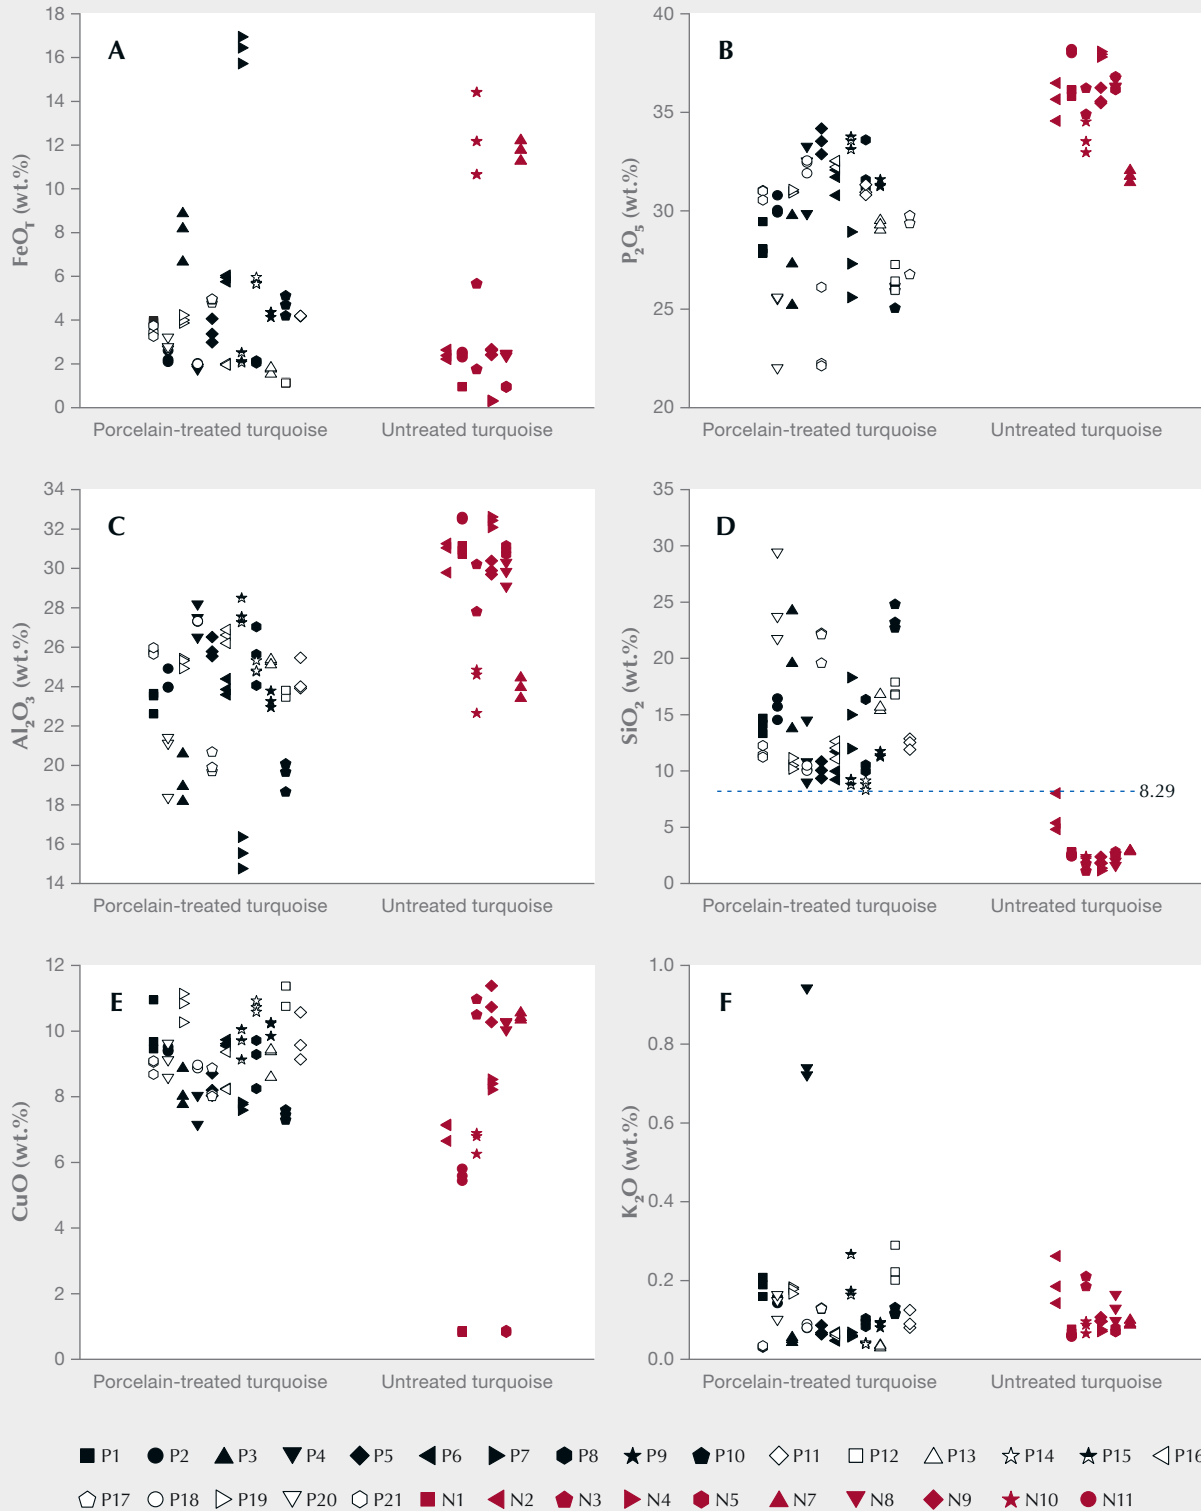 A
FeO_T (wt.%)
18
16
14
12
10
8
6
4
2
0
Porcelain-treated turquoise Untreated turquoise
B
P₂O₅ (wt.%)
40
35
30
25
20
Porcelain-treated turquoise Untreated turquoise
C
Al₂O₃ (wt.%)
34
32
30
28
26
24
22
20
18
16
14
Porcelain-treated turquoise Untreated turquoise
D
SiO₂ (wt.%)
35
30
25
20
15
10
5
0
8.29
Porcelain-treated turquoise Untreated turquoise
E
CuO (wt.%)
12
10
8
6
4
2
0
Porcelain-treated turquoise Untreated turquoise
F
K₂O (wt.%)
1.0
0.8
0.6
0.4
0.2
0.0
Porcelain-treated turquoise Untreated turquoise
P1 P2 P3 P4 P5 P6 P7 P8 P9 P10 P11 P12 P13 P14 P15 P16
P17 P18 P19 P20 P21 N1 N2 N3 N4 N5 N7 N8 N9 N10 N11